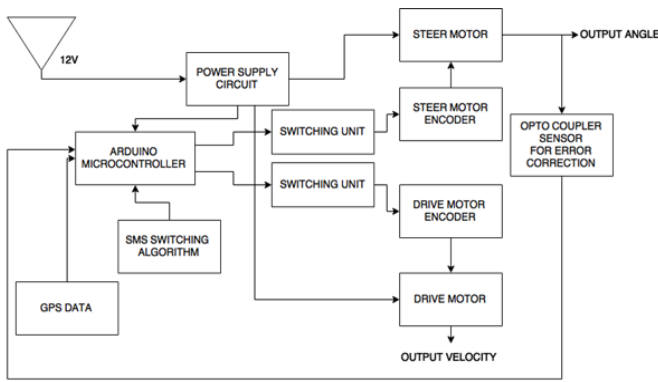 STEER MOTOR
OUTPUT ANGLE
12V
POWER SUPPLY
CIRCUIT
SWITCHING UNIT
STEER MOTOR
ENCODER
OPTO COUPLER
SENSOR
FOR ERROR
CORRECTION
ARDUINO
MICROCONTROLLER
SWITCHING UNIT
DRIVE MOTOR
ENCODER
SMS SWITCHING
ALGORITHM
GPS DATA
DRIVE MOTOR
OUTPUT VELOCITY